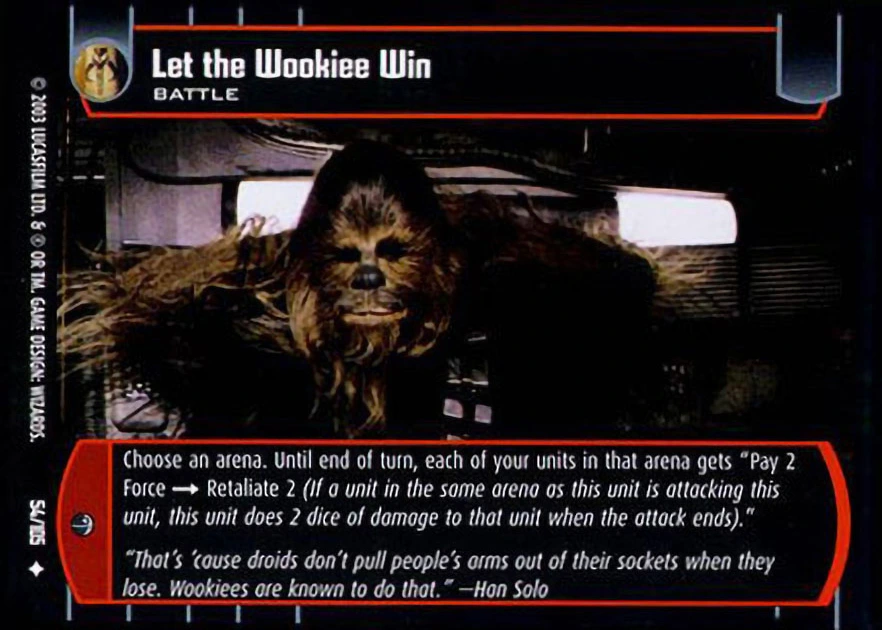 Let the Wookiee Win
BATTLE
© 2003 LUCASFILM LTD. & ® OR TM. GAME DESIGN: WIZARDS.
54/105
Choose an arena. Until end of turn, each of your units in that arena gets “Pay 2
Force → Retaliate 2 (If a unit in the same arena as this unit is attacking this
unit, this unit does 2 dice of damage to that unit when the attack ends).”
“That’s ’cause droids don’t pull people’s arms out of their sockets when they
lose. Wookiees are known to do that.” —Han Solo